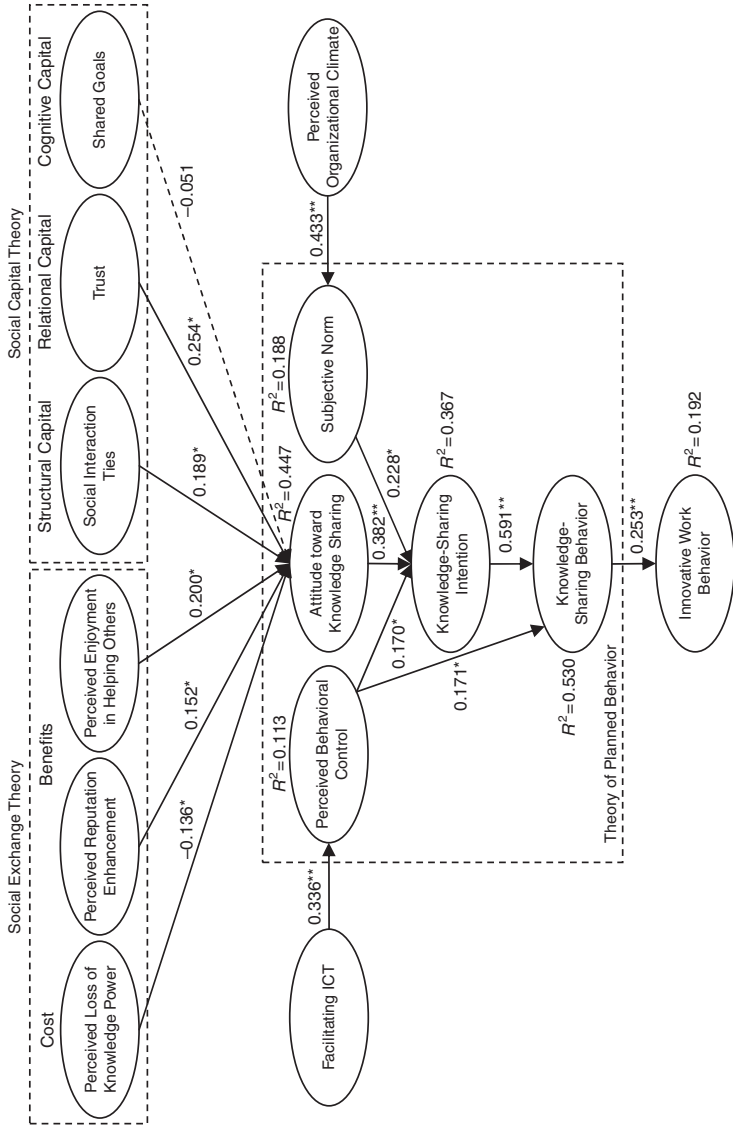 Social Exchange Theory
Social Capital Theory
Cost
Benefits
Structural Capital
Relational Capital
Cognitive Capital
Perceived Loss of
Knowledge Power
Perceived Reputation
Enhancement
Perceived Enjoyment
in Helping Others
Social Interaction
Ties
Trust
Shared Goals
–0.136*
0.152*
0.200*
0.189*
0.254*
–0.051
R²=0.113
R²=0.447
R²=0.188
Facilitating ICT
0.336**
Perceived Behavioral
Control
Attitude toward
Knowledge Sharing
Subjective Norm
0.433**
Perceived
Organizational Climate
0.170*
0.382**
0.228*
0.171*
Knowledge-Sharing
Intention
R²=0.367
0.591**
R²=0.530
Knowledge-
Sharing Behavior
Theory of Planned Behavior
0.253**
Innovative Work
Behavior
R²=0.192